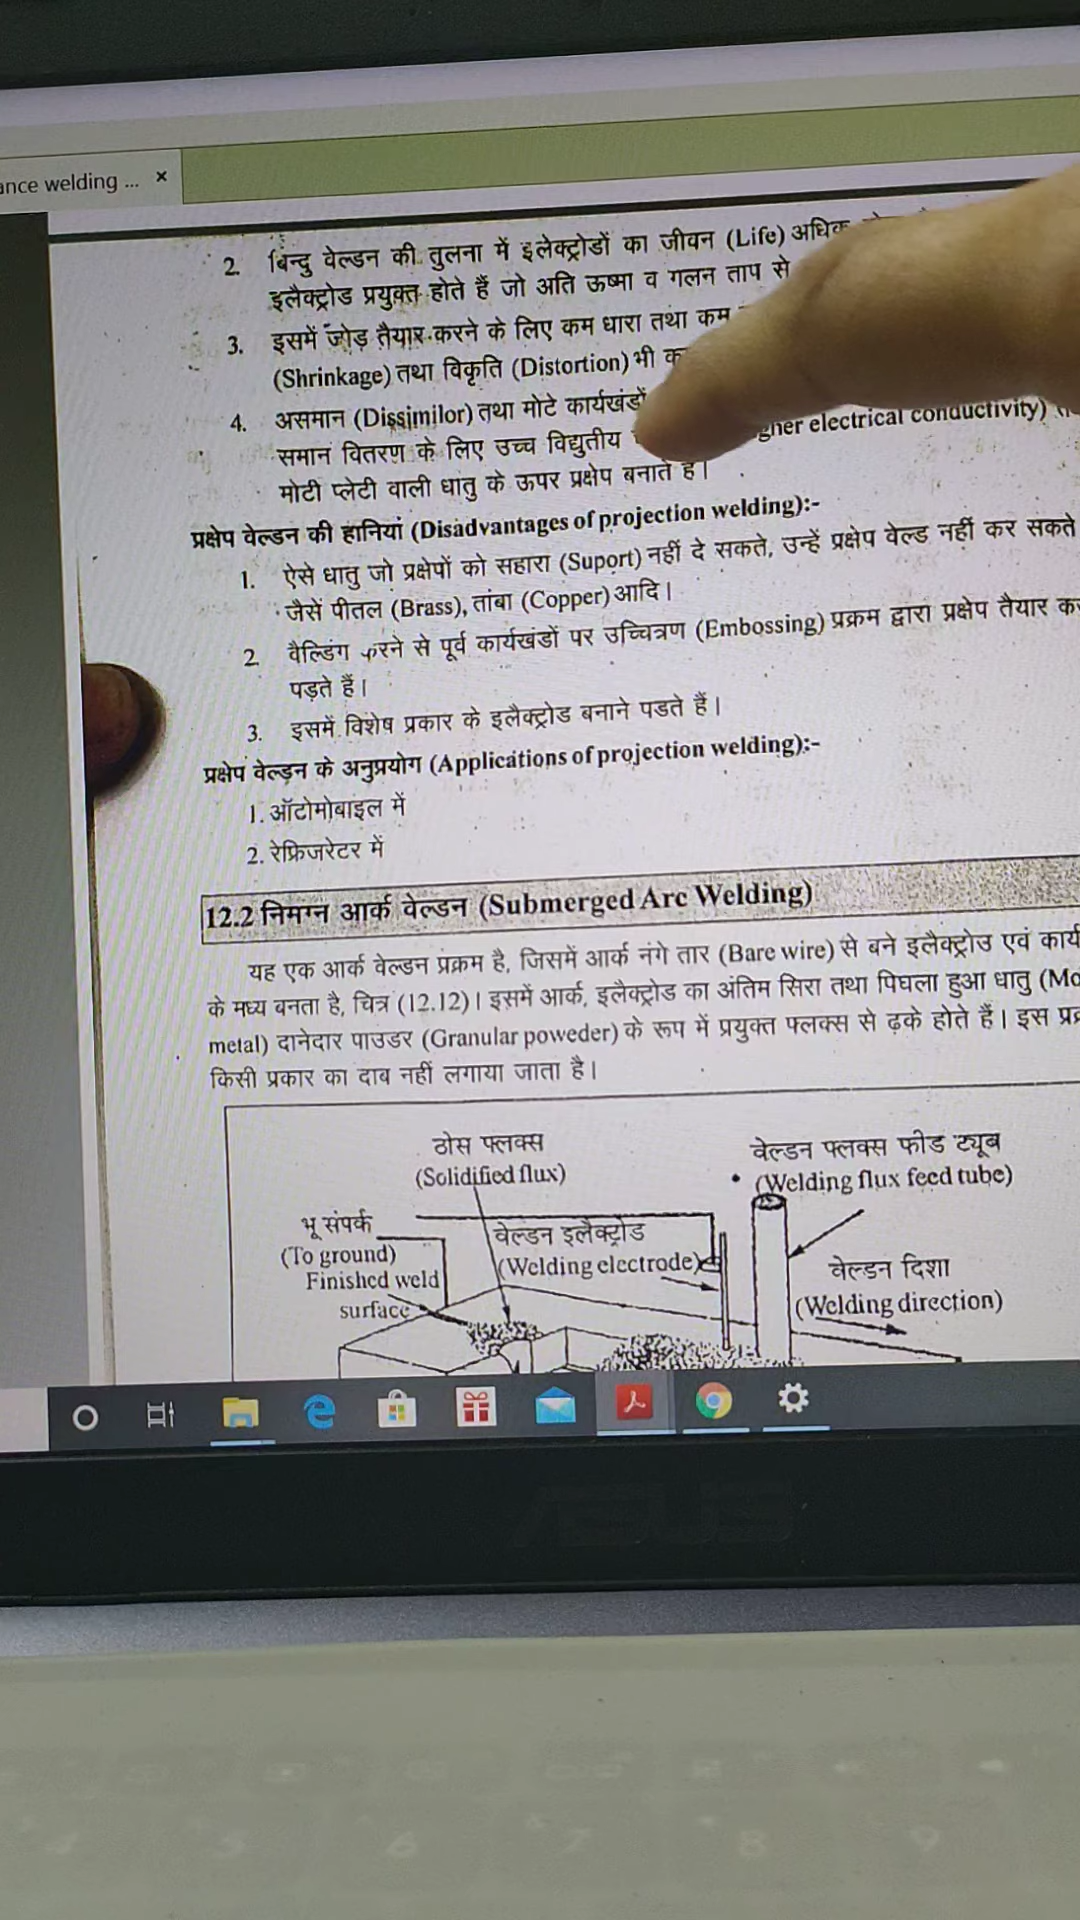 ance welding ... ×
2. बिन्दु वेल्डन की तुलना में इलेक्ट्रोडों का जीवन (Life) अधिक
इलैक्ट्रोड प्रयुक्त होते हैं जो अति ऊष्मा व गलन ताप से
3. इसमें जोड़ तैयार करने के लिए कम धारा तथा कम
(Shrinkage) तथा विकृति (Distortion) भी
4. असमान (Dissimilor) तथा मोटे कार्यखंडों
समान वितरण के लिए उच्च विद्युतीय electrical conductivity)
मोटी प्लेटी वाली धातु के ऊपर प्रक्षेप बनाते हैं।
प्रक्षेप वेल्डन की हानियां (Disadvantages of projection welding):-
1. ऐसे धातु जो प्रक्षेपों को सहारा (Suport) नहीं दे सकते, उन्हें प्रक्षेप वेल्ड नहीं कर सकते
जैसें पीतल (Brass), तांबा (Copper) आदि।
2. वैल्डिंग करने से पूर्व कार्यखंडों पर उच्चित्रण (Embossing) प्रक्रम द्वारा प्रक्षेप तैयार
पड़ते हैं।
3. इसमें विशेष प्रकार के इलैक्ट्रोड बनाने पडते हैं।
प्रक्षेप वेल्ड़न के अनुप्रयोग (Applications of projection welding):-
1. ऑटोमोबाइल में
2. रेफ्रिजरेटर में
12.2 निमग्न आर्क वेल्डन (Submerged Arc Welding)
यह एक आर्क वेल्डन प्रक्रम है, जिसमें आर्क नंगे तार (Bare wire) से बने इलैक्ट्रोउ एवं
के मध्य बनता है, चित्र (12.12)। इसमें आर्क, इलैक्ट्रोड का अंतिम सिरा तथा पिघला हुआ धातु
metal) दानेदार पाउडर (Granular poweder) के रूप में प्रयुक्त फ्लक्स से ढ़के होते हैं। इस
किसी प्रकार का दाब नहीं लगाया जाता है।
ठोस फ्लक्स
(Solidified flux)
वेल्डन फ्लक्स फीड ट्यूब
(Welding flux feed tube)
भू संपर्क
(To ground)
वेल्डन इलैक्ट्रोड
(Welding electrode)
Finished weld
surface
वेल्डन दिशा
(Welding direction)
ASUS